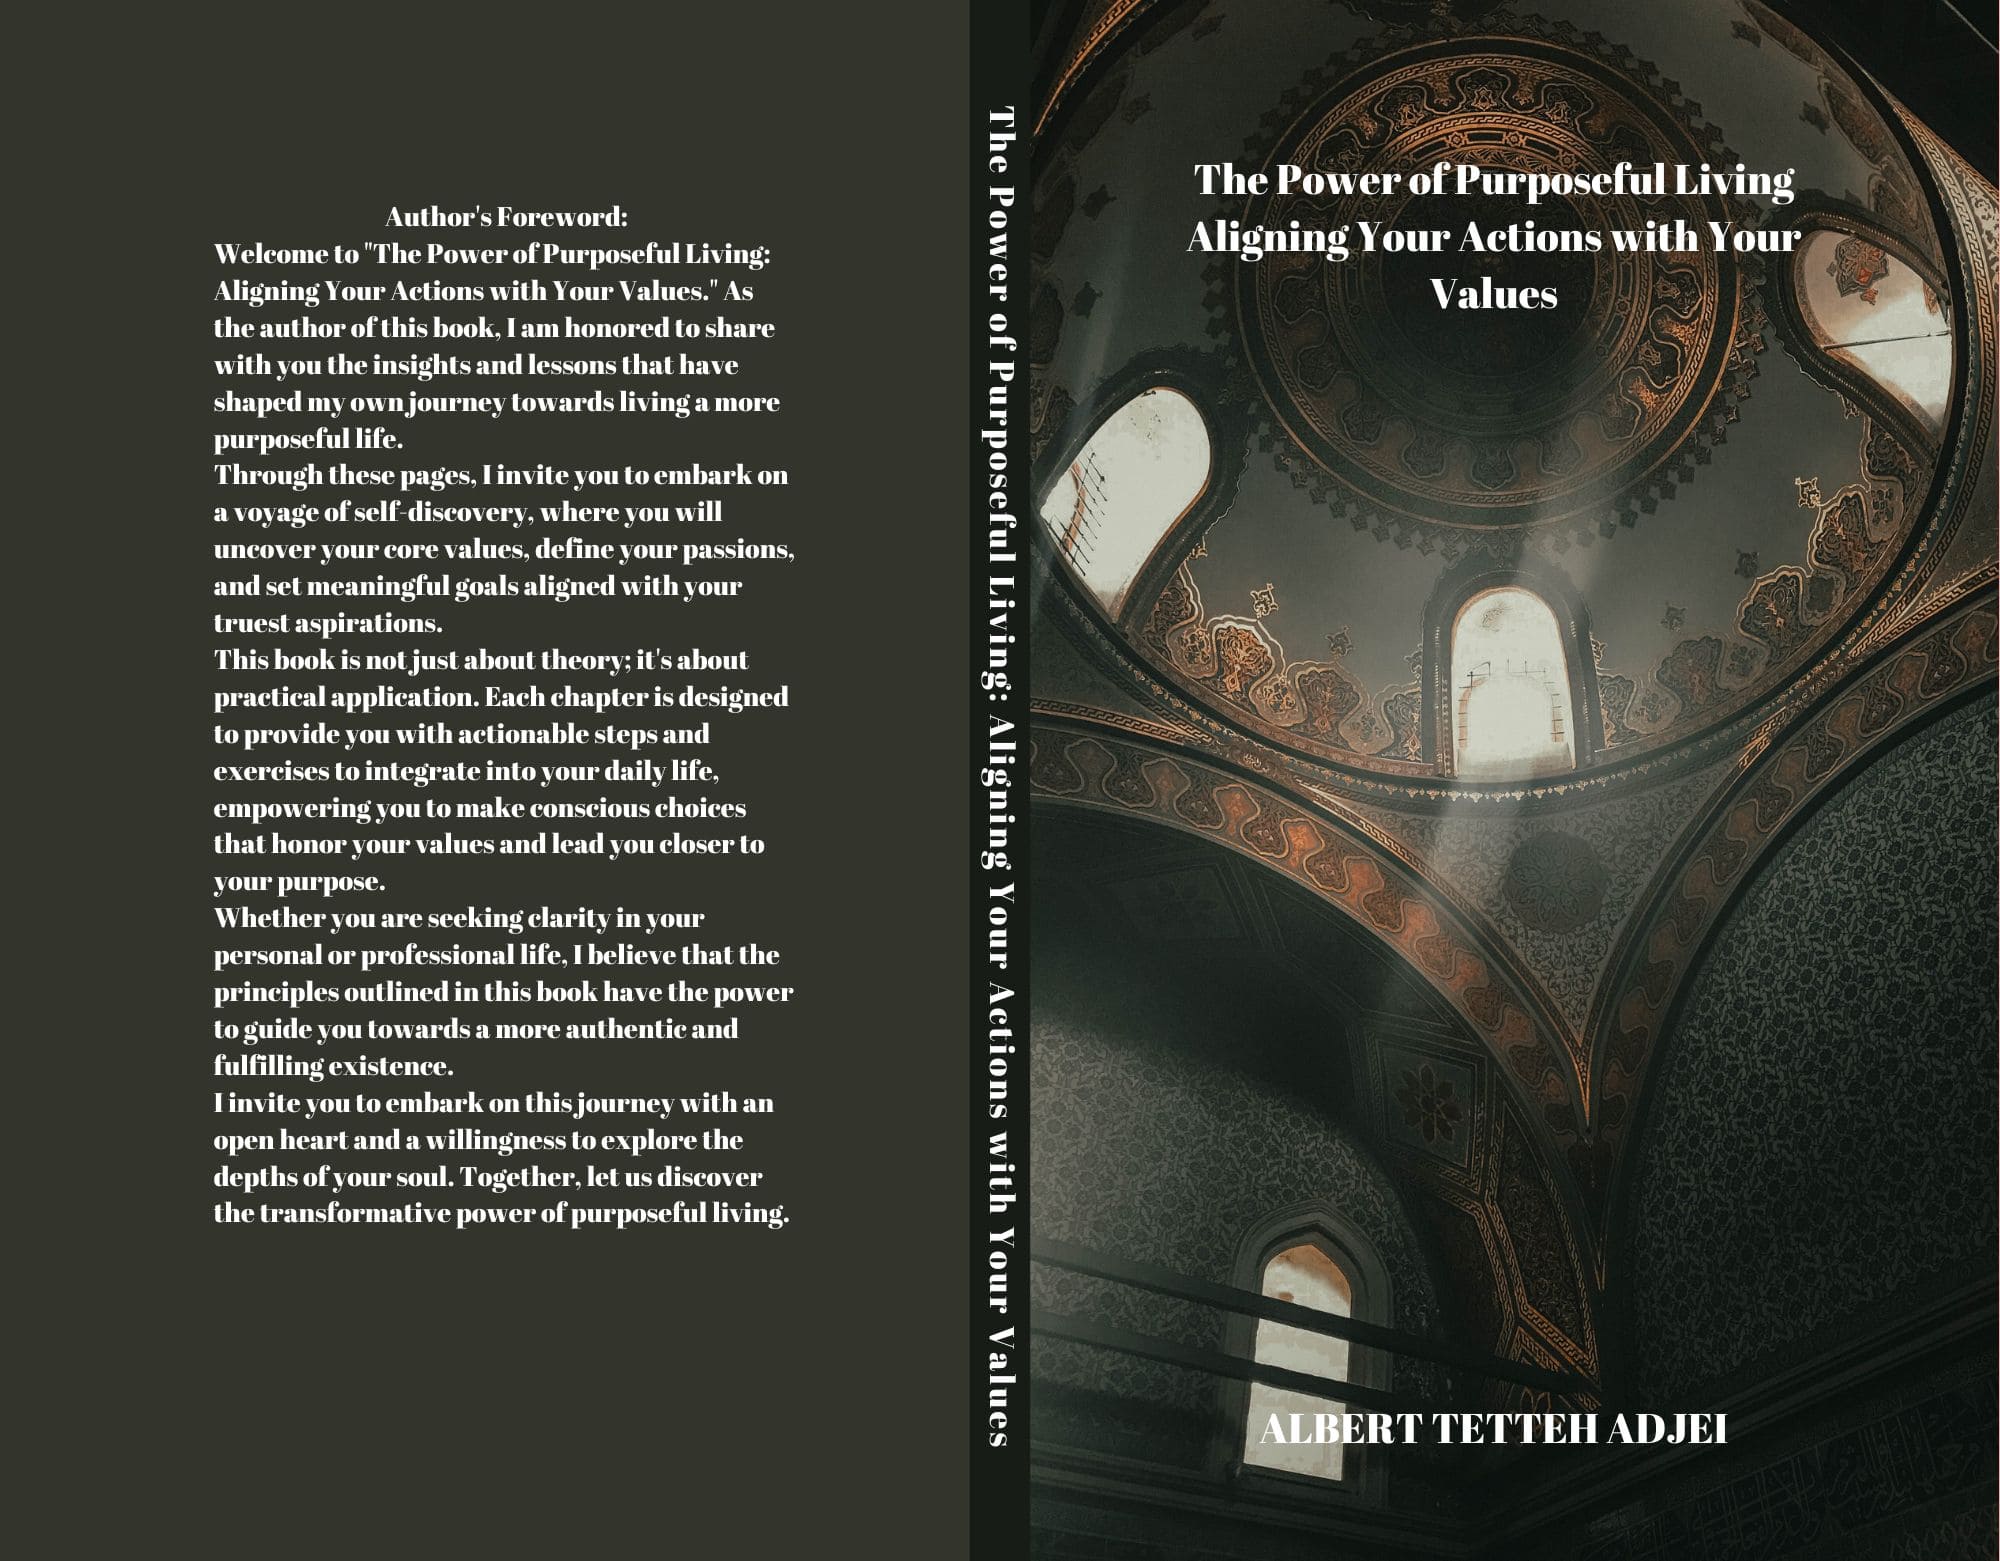 Author's Foreword:
Welcome to "The Power of Purposeful Living:
Aligning Your Actions with Your Values." As
the author of this book, I am honored to share
with you the insights and lessons that have
shaped my own journey towards living a more
purposeful life.
Through these pages, I invite you to embark on
a voyage of self-discovery, where you will
uncover your core values, define your passions,
and set meaningful goals aligned with your
truest aspirations.
This book is not just about theory; it's about
practical application. Each chapter is designed
to provide you with actionable steps and
exercises to integrate into your daily life,
empowering you to make conscious choices
that honor your values and lead you closer to
your purpose.
Whether you are seeking clarity in your
personal or professional life, I believe that the
principles outlined in this book have the power
to guide you towards a more authentic and
fulfilling existence.
I invite you to embark on this journey with an
open heart and a willingness to explore the
depths of your soul. Together, let us discover
the transformative power of purposeful living.
The Power of Purposeful Living: Aligning Your Actions with Your Values
The Power of Purposeful Living
Aligning Your Actions with Your
Values
ALBERT TETTEH ADJEI